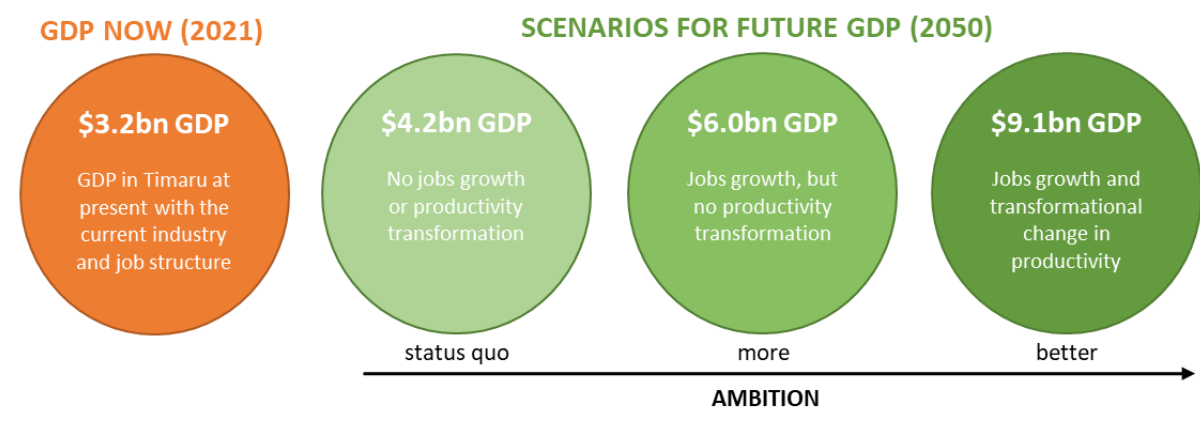 GDP NOW (2021)
SCENARIOS FOR FUTURE GDP (2050)
$3.2bn GDP
GDP in Timaru at
present with the
current industry
and job structure
$4.2bn GDP
No jobs growth
or productivity
transformation
$6.0bn GDP
Jobs growth, but
no productivity
transformation
$9.1bn GDP
Jobs growth and
transformational
change in
productivity
status quo
more
better
AMBITION